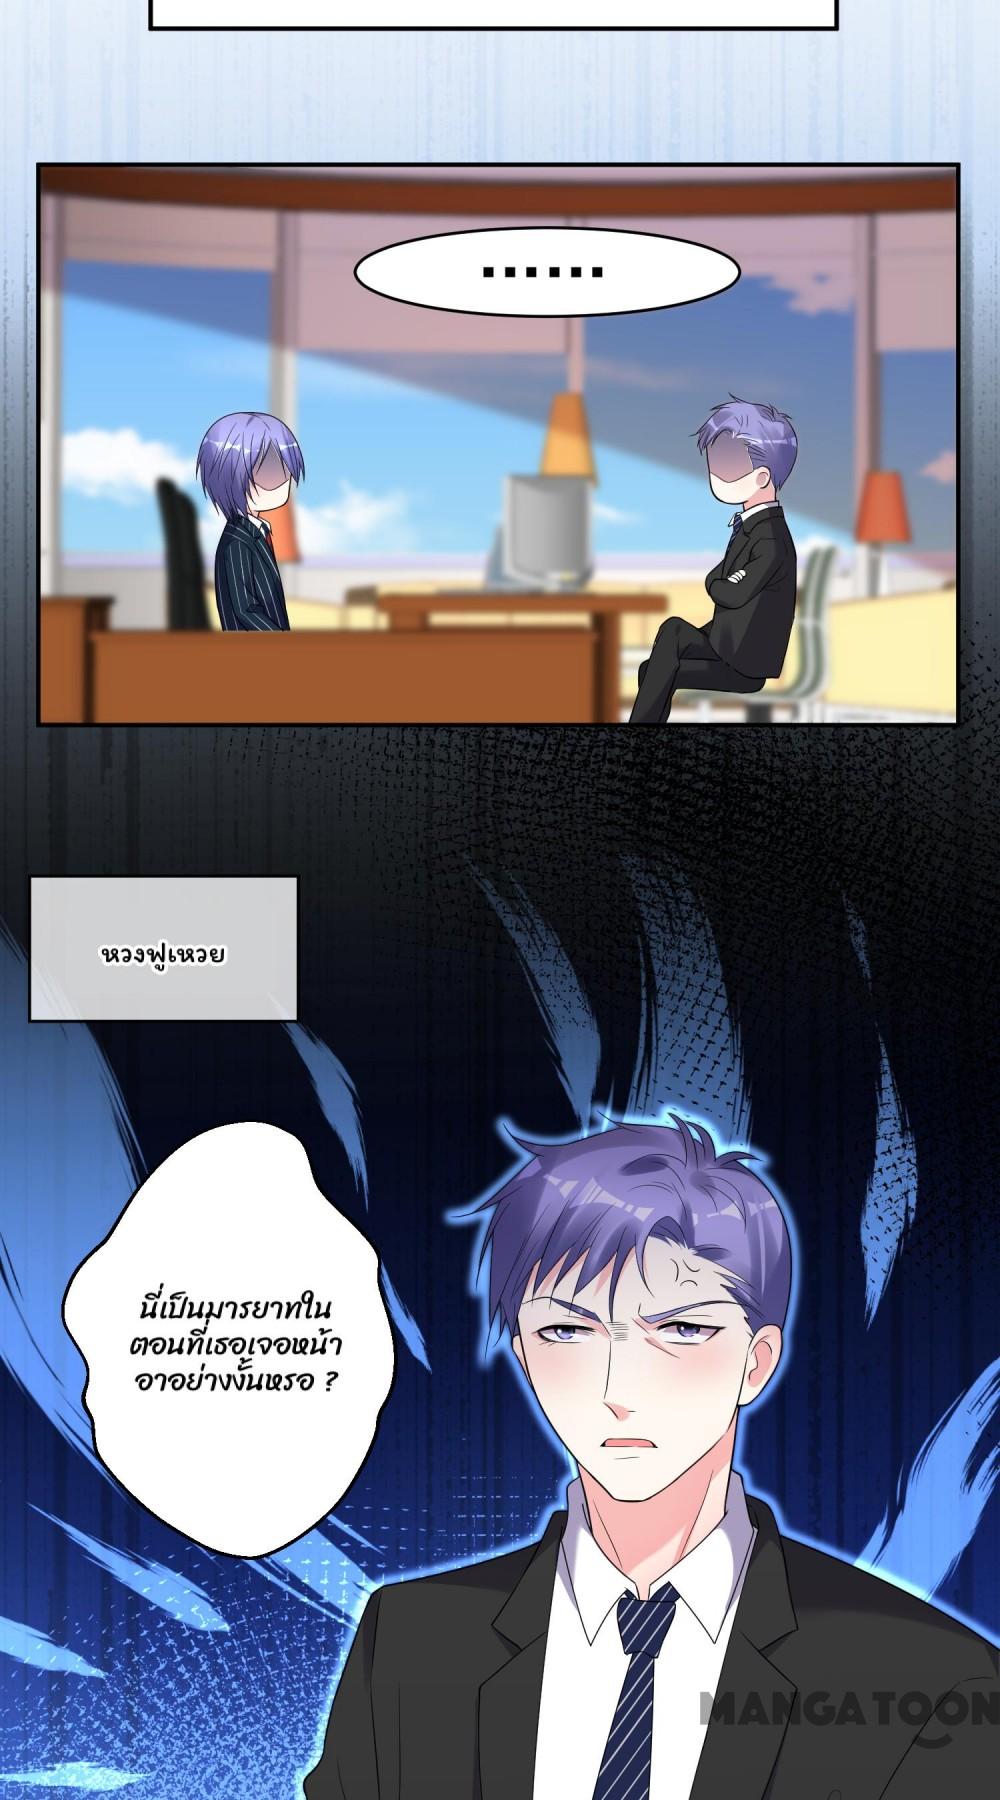 ......
หวงฟูเหวย
นี่เป็นมารยาทใน
ตอนที่เธอเจอหน้า
อาอย่างงั้นหรอ ?
MANGATOON